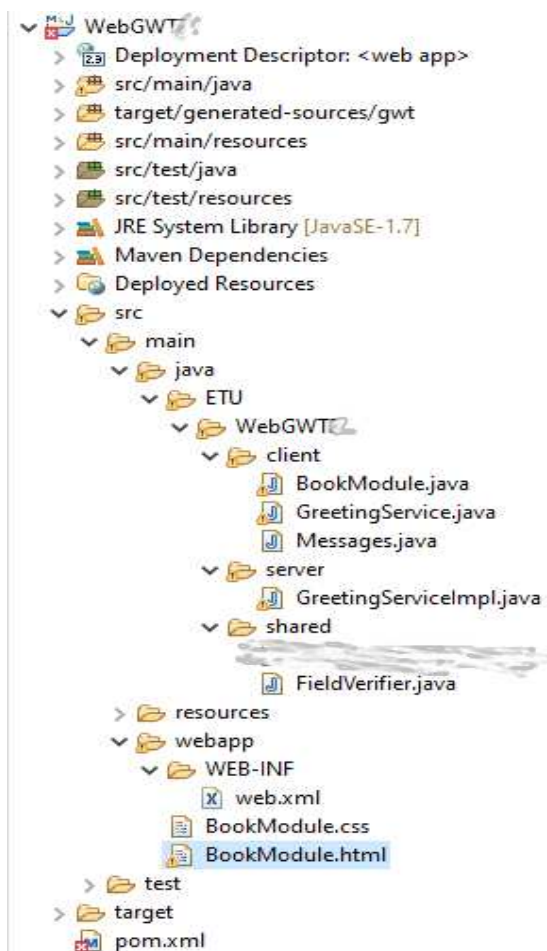 WebGWT
Deployment Descriptor: <web app>
src/main/java
target/generated-sources/gwt
src/main/resources
src/test/java
src/test/resources
JRE System Library [JavaSE-1.7]
Maven Dependencies
Deployed Resources
src
main
java
ETU
WebGWT
client
BookModule.java
GreetingService.java
Messages.java
server
GreetingServiceImpl.java
shared
FieldVerifier.java
resources
webapp
WEB-INF
web.xml
BookModule.css
BookModule.html
test
target
pom.xml